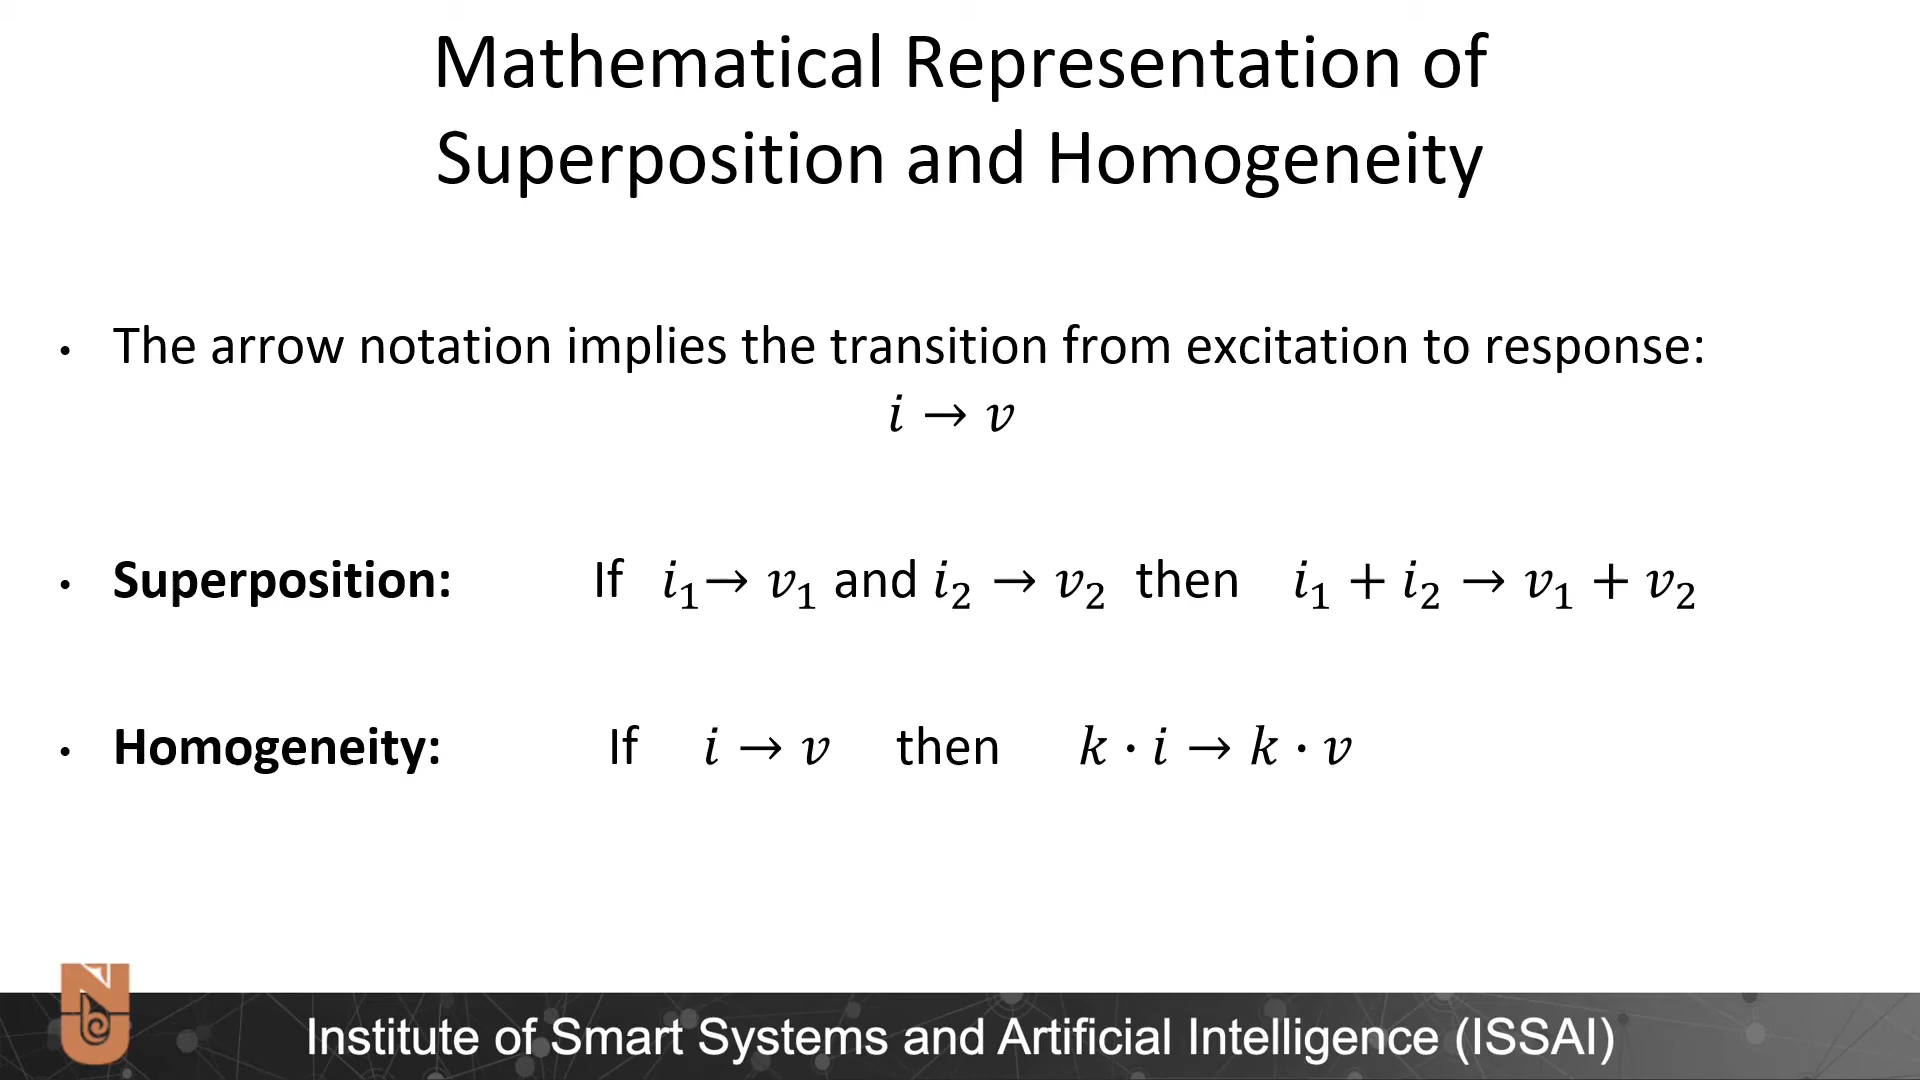 Mathematical Representation of
Superposition and Homogeneity
• The arrow notation implies the transition from excitation to response:
i → v
• Superposition: If i₁→ v₁ and i₂ → v₂ then i₁ + i₂ → v₁ + v₂
• Homogeneity: If i → v then k · i → k · v
Institute of Smart Systems and Artificial Intelligence (ISSAI)